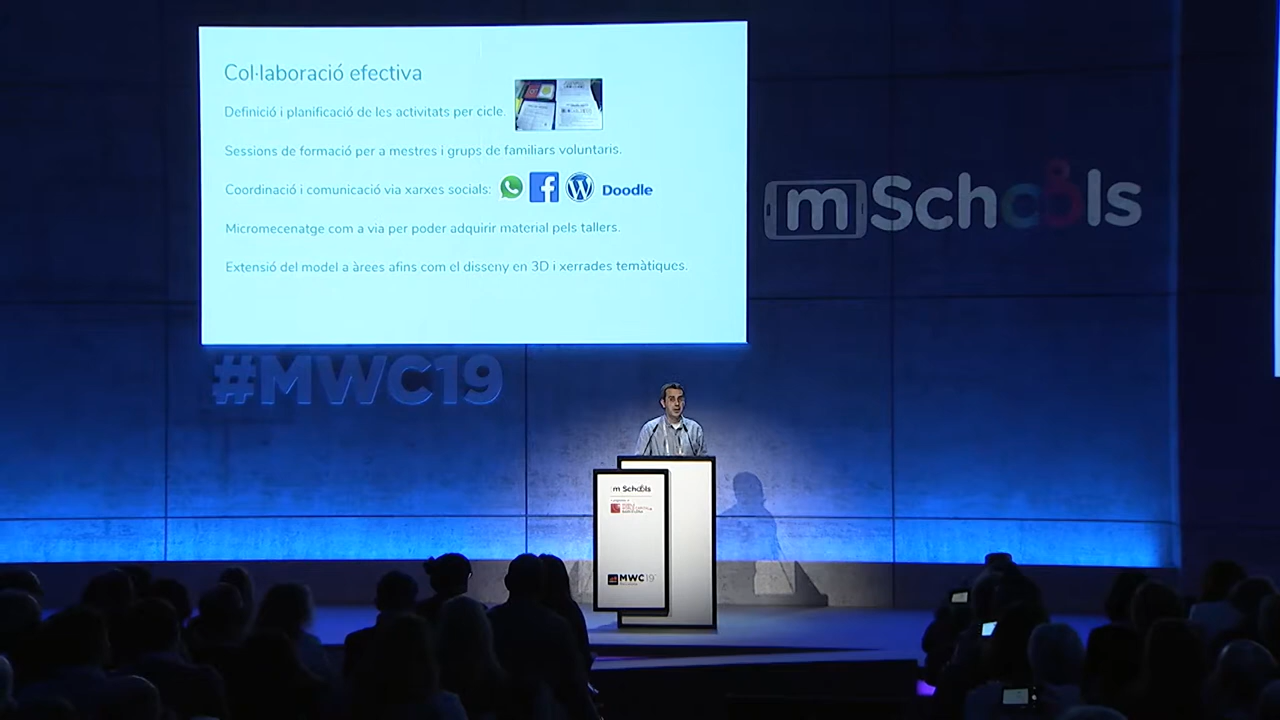 Col·laboració efectiva
Definició i planificació de les activitats per cicle.
Sessions de formació per a mestres i grups de familiars voluntaris.
Coordinació i comunicació via xarxes socials: Doodle
Micromecenatge com a via per poder adquirir material pels tallers.
Extensió del model a àrees afins com el disseny en 3D i xerrades temàtiques.
mSchools
#MWC19
m Schools
MWC19